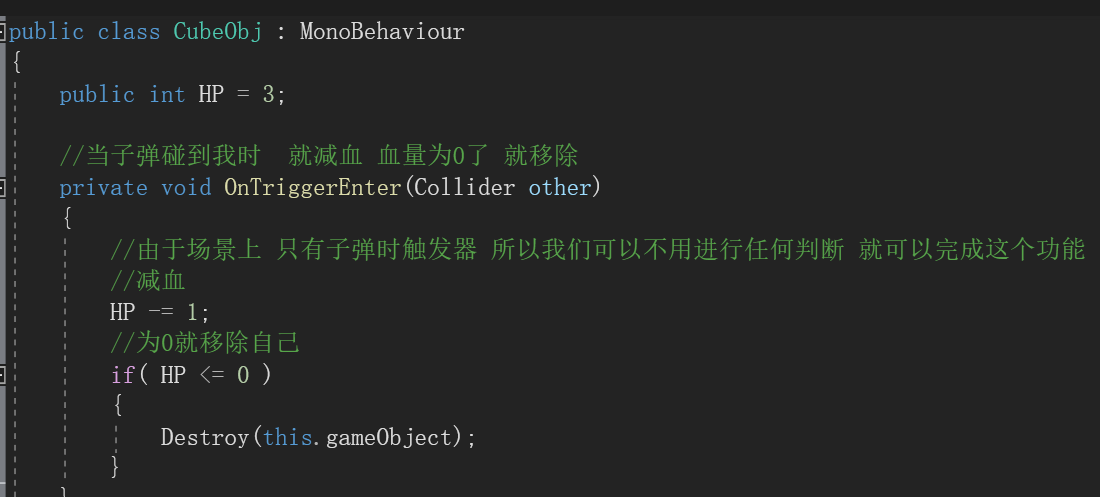 public class CubeObj : MonoBehaviour
{
public int HP = 3;
//当子弹碰到我时  就减血 血量为0了 就移除
private void OnTriggerEnter(Collider other)
{
//由于场景上 只有子弹时触发器 所以我们可以不用进行任何判断 就可以完成这个功能
//减血
HP -= 1;
//为0就移除自己
if( HP <= 0 )
{
Destroy(this.gameObject);
}
}